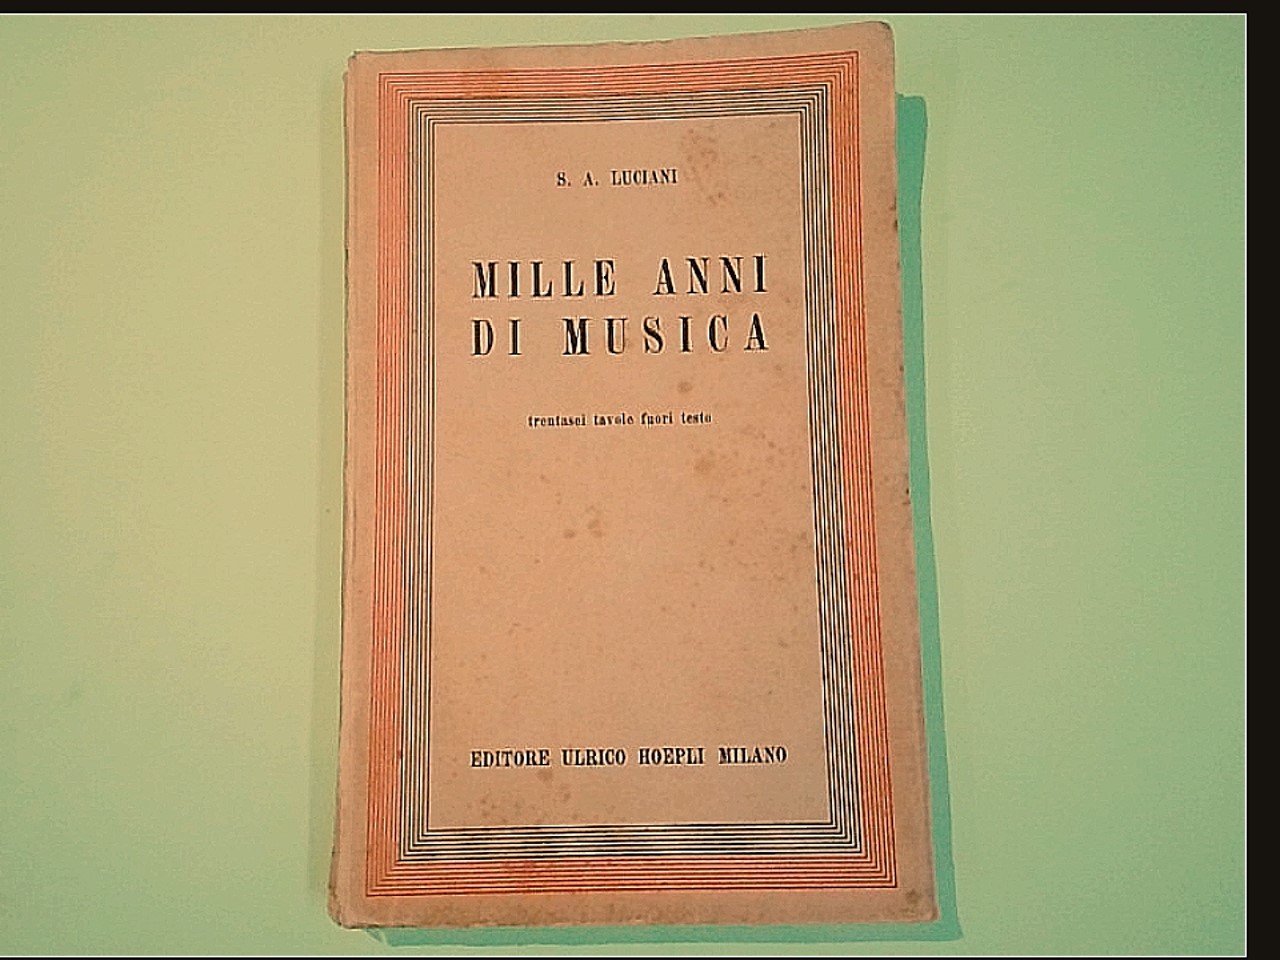 S. A. LUCIANI
MILLE ANNI
DI MUSICA
trentasei tavole fuori testo
EDITORE ULRICO HOEPLI MILANO